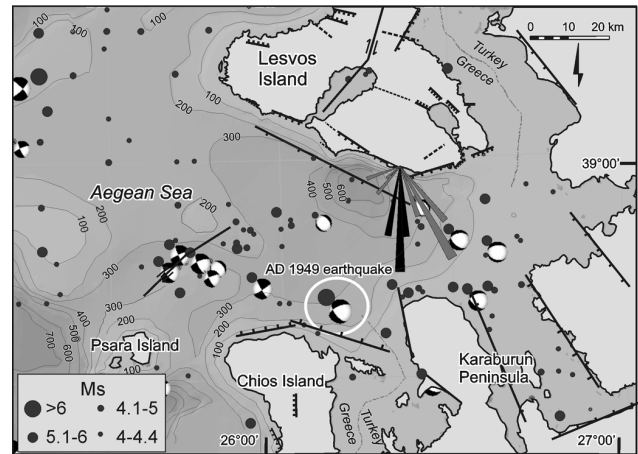 100
100
0 10 20 km
Lesvos
Island
Turkey
Greece
200
100
300
39°00'
Aegean Sea
400
500
600
200
100
300
AD 1949 earthquake
300
400
500
600
700
300
200
200
300
200
100
Psara Island
100
Chios Island
Karaburun
Peninsula
Ms
>6
4.1-5
5.1-6
4-4.4
Greece
Turkey
26°00'
27°00'